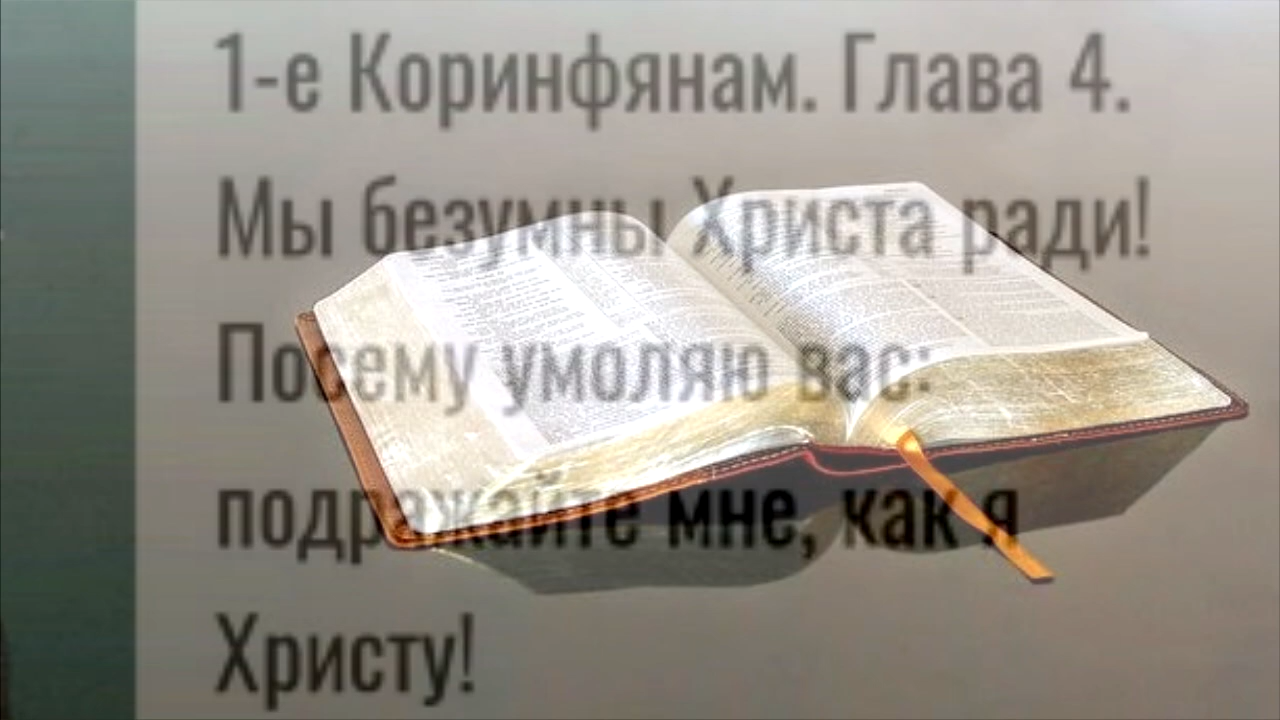 1-е Коринфянам. Глава 4.
Мы безумны Христа ради!
Посему умоляю вас:
подражайте мне, как я
Христу!